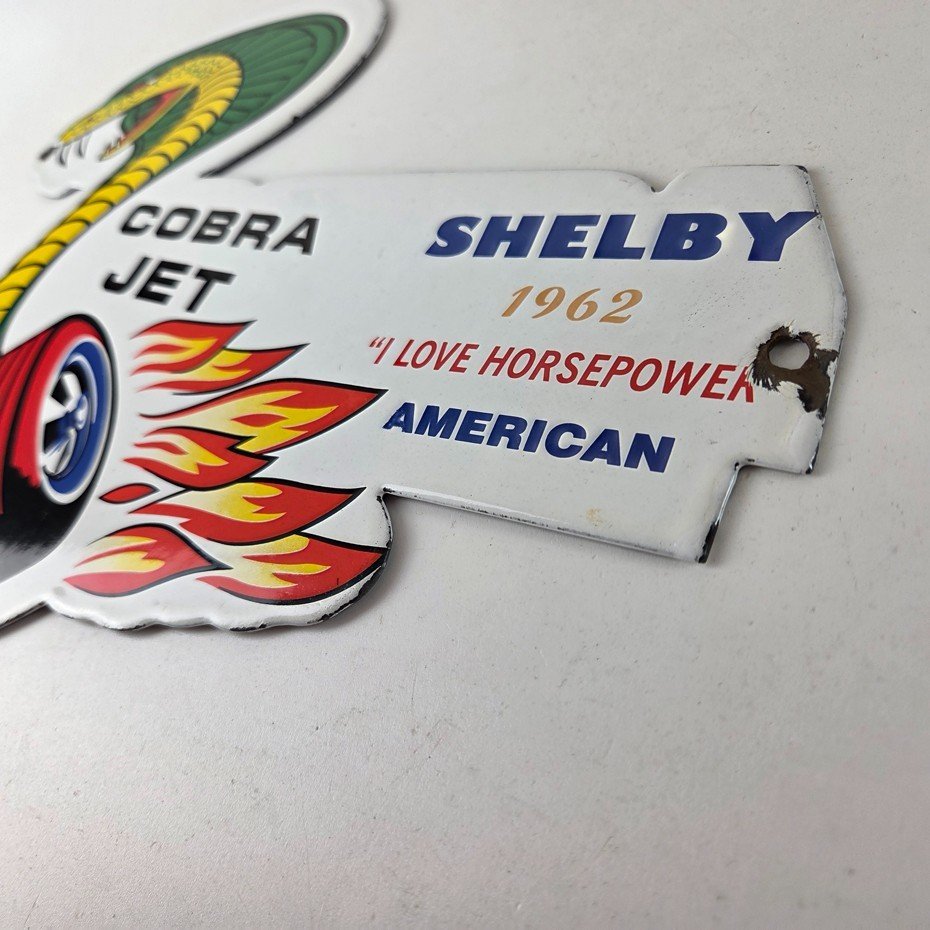 COBRA
JET
SHELBY
1962
"I LOVE HORSEPOWER
AMERICAN